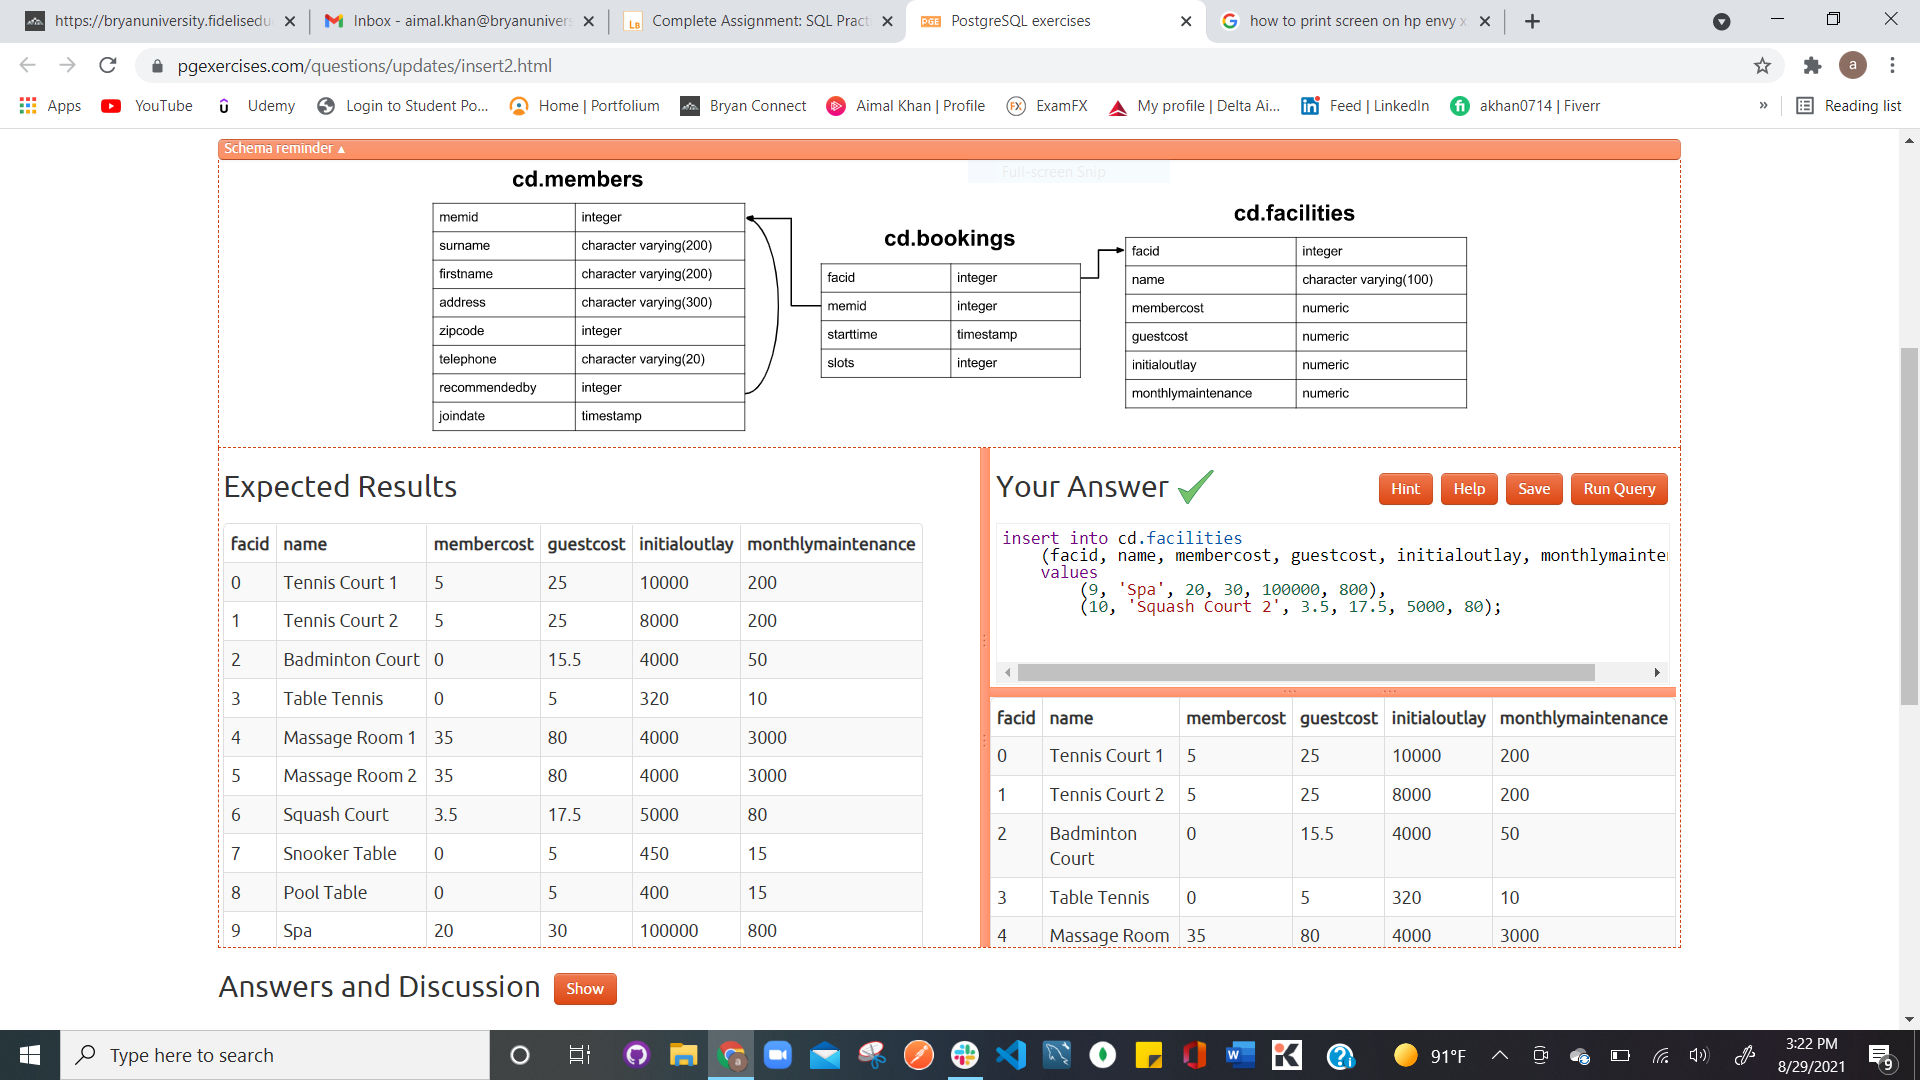 https://bryanuniversity.fidelisedu
Inbox - aimal.khan@bryanunivers
Complete Assignment: SQL Pract
PGE
PostgreSQL exercises
how to print screen on hp envy x
pgexercises.com/questions/updates/insert2.html
a
Apps
YouTube
Udemy
Login to Student Po...
Home | Portfolium
Bryan Connect
Aimal Khan | Profile
ExamFX
My profile | Delta Ai...
Feed | LinkedIn
akhan0714 | Fiverr
»
Reading list
Schema reminder ▴
Full-screen Snip
cd.members
memid integer
surname character varying(200)
firstname character varying(200)
address character varying(300)
zipcode integer
telephone character varying(20)
recommendedby integer
joindate timestamp
cd.bookings
facid integer
memid integer
starttime timestamp
slots integer
cd.facilities
facid integer
name character varying(100)
membercost numeric
guestcost numeric
initialoutlay numeric
monthlymaintenance numeric
Expected Results
facid name membercost guestcost initialoutlay monthlymaintenance
0 Tennis Court 1 5 25 10000 200
1 Tennis Court 2 5 25 8000 200
2 Badminton Court 0 15.5 4000 50
3 Table Tennis 0 5 320 10
4 Massage Room 1 35 80 4000 3000
5 Massage Room 2 35 80 4000 3000
6 Squash Court 3.5 17.5 5000 80
7 Snooker Table 0 5 450 15
8 Pool Table 0 5 400 15
9 Spa 20 30 100000 800
Your Answer
Hint
Help
Save
Run Query
insert into cd.facilities
(facid, name, membercost, guestcost, initialoutlay, monthlymainte
values
(9, 'Spa', 20, 30, 100000, 800),
(10, 'Squash Court 2', 3.5, 17.5, 5000, 80);
facid name membercost guestcost initialoutlay monthlymaintenance
0 Tennis Court 1 5 25 10000 200
1 Tennis Court 2 5 25 8000 200
2 Badminton Court 0 15.5 4000 50
3 Table Tennis 0 5 320 10
4 Massage Room 35 80 4000 3000
Answers and Discussion
Show
Type here to search
91°F
3:22 PM
8/29/2021
9